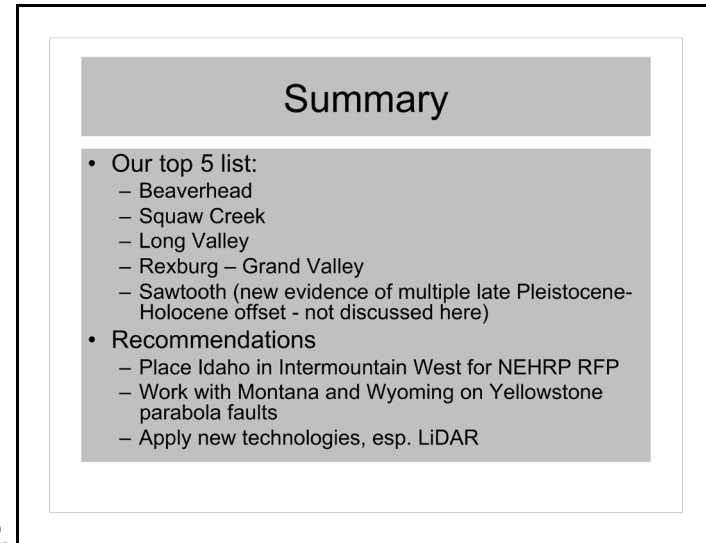 Summary
• Our top 5 list:
– Beaverhead
– Squaw Creek
– Long Valley
– Rexburg – Grand Valley
– Sawtooth (new evidence of multiple late Pleistocene-
Holocene offset - not discussed here)
• Recommendations
– Place Idaho in Intermountain West for NEHRP RFP
– Work with Montana and Wyoming on Yellowstone
parabola faults
– Apply new technologies, esp. LiDAR